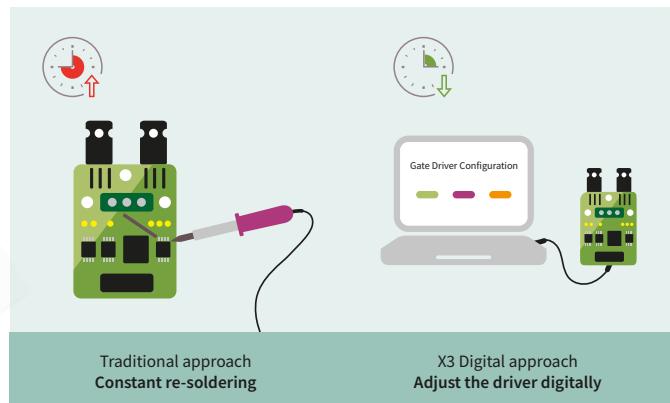 Gate Driver Configuration
Traditional approach
Constant re-soldering
X3 Digital approach
Adjust the driver digitally